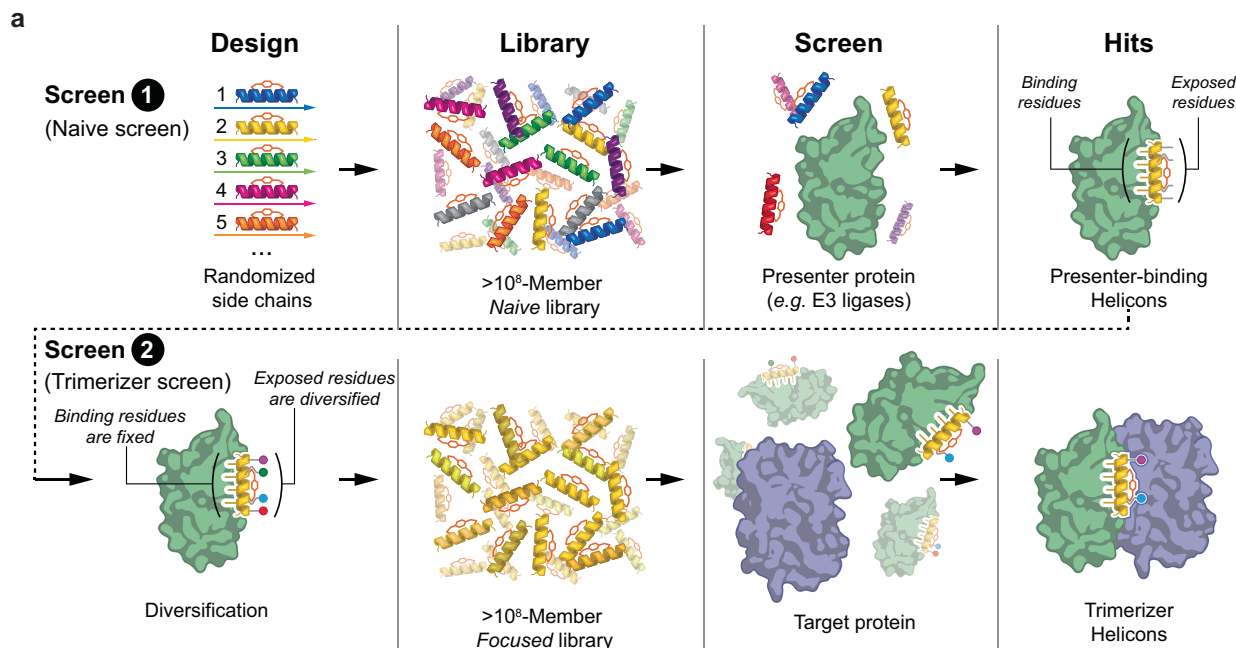 a
Design
Library
Screen
Hits
Screen 1
(Naive screen)
1
2
3
4
5
...
Randomized
side chains
>10⁸-Member
Naive library
Presenter protein
(e.g. E3 ligases)
Binding
residues
Exposed
residues
Presenter-binding
Helicons
Screen 2
(Trimerizer screen)
Binding residues
are fixed
Exposed residues
are diversified
Diversification
>10⁸-Member
Focused library
Target protein
Trimerizer
Helicons